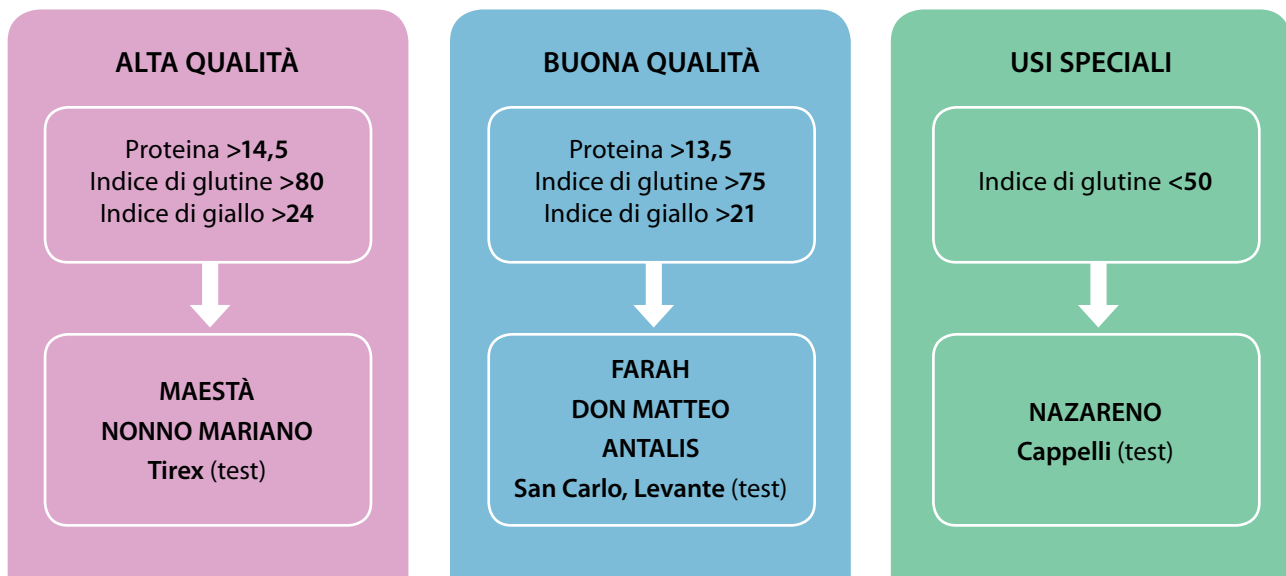 ALTA QUALITÀ
Proteina >14,5
Indice di glutine >80
Indice di giallo >24
MAESTÀ
NONNO MARIANO
Tirex (test)
BUONA QUALITÀ
Proteina >13,5
Indice di glutine >75
Indice di giallo >21
FARAH
DON MATTEO
ANTALIS
San Carlo, Levante (test)
USI SPECIALI
Indice di glutine <50
NAZARENO
Cappelli (test)